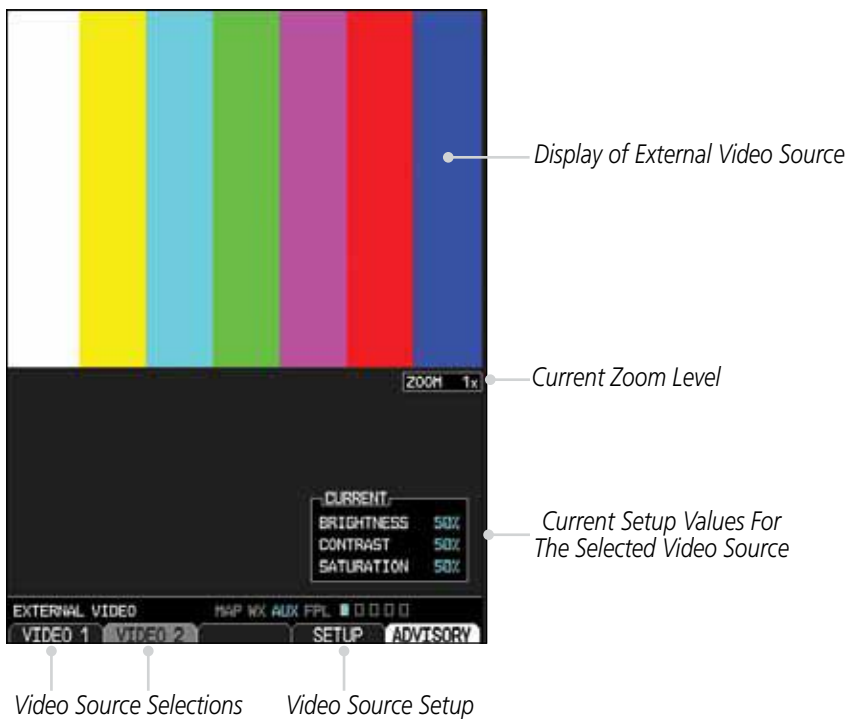 Display of External Video Source
ZOOM 1x
Current Zoom Level
CURRENT
BRIGHTNESS 50%
CONTRAST 50%
SATURATION 50%
Current Setup Values For
The Selected Video Source
EXTERNAL VIDEO MAP WX AUX FPL
VIDEO 1 VIDEO 2 SETUP ADVISORY
Video Source Selections Video Source Setup